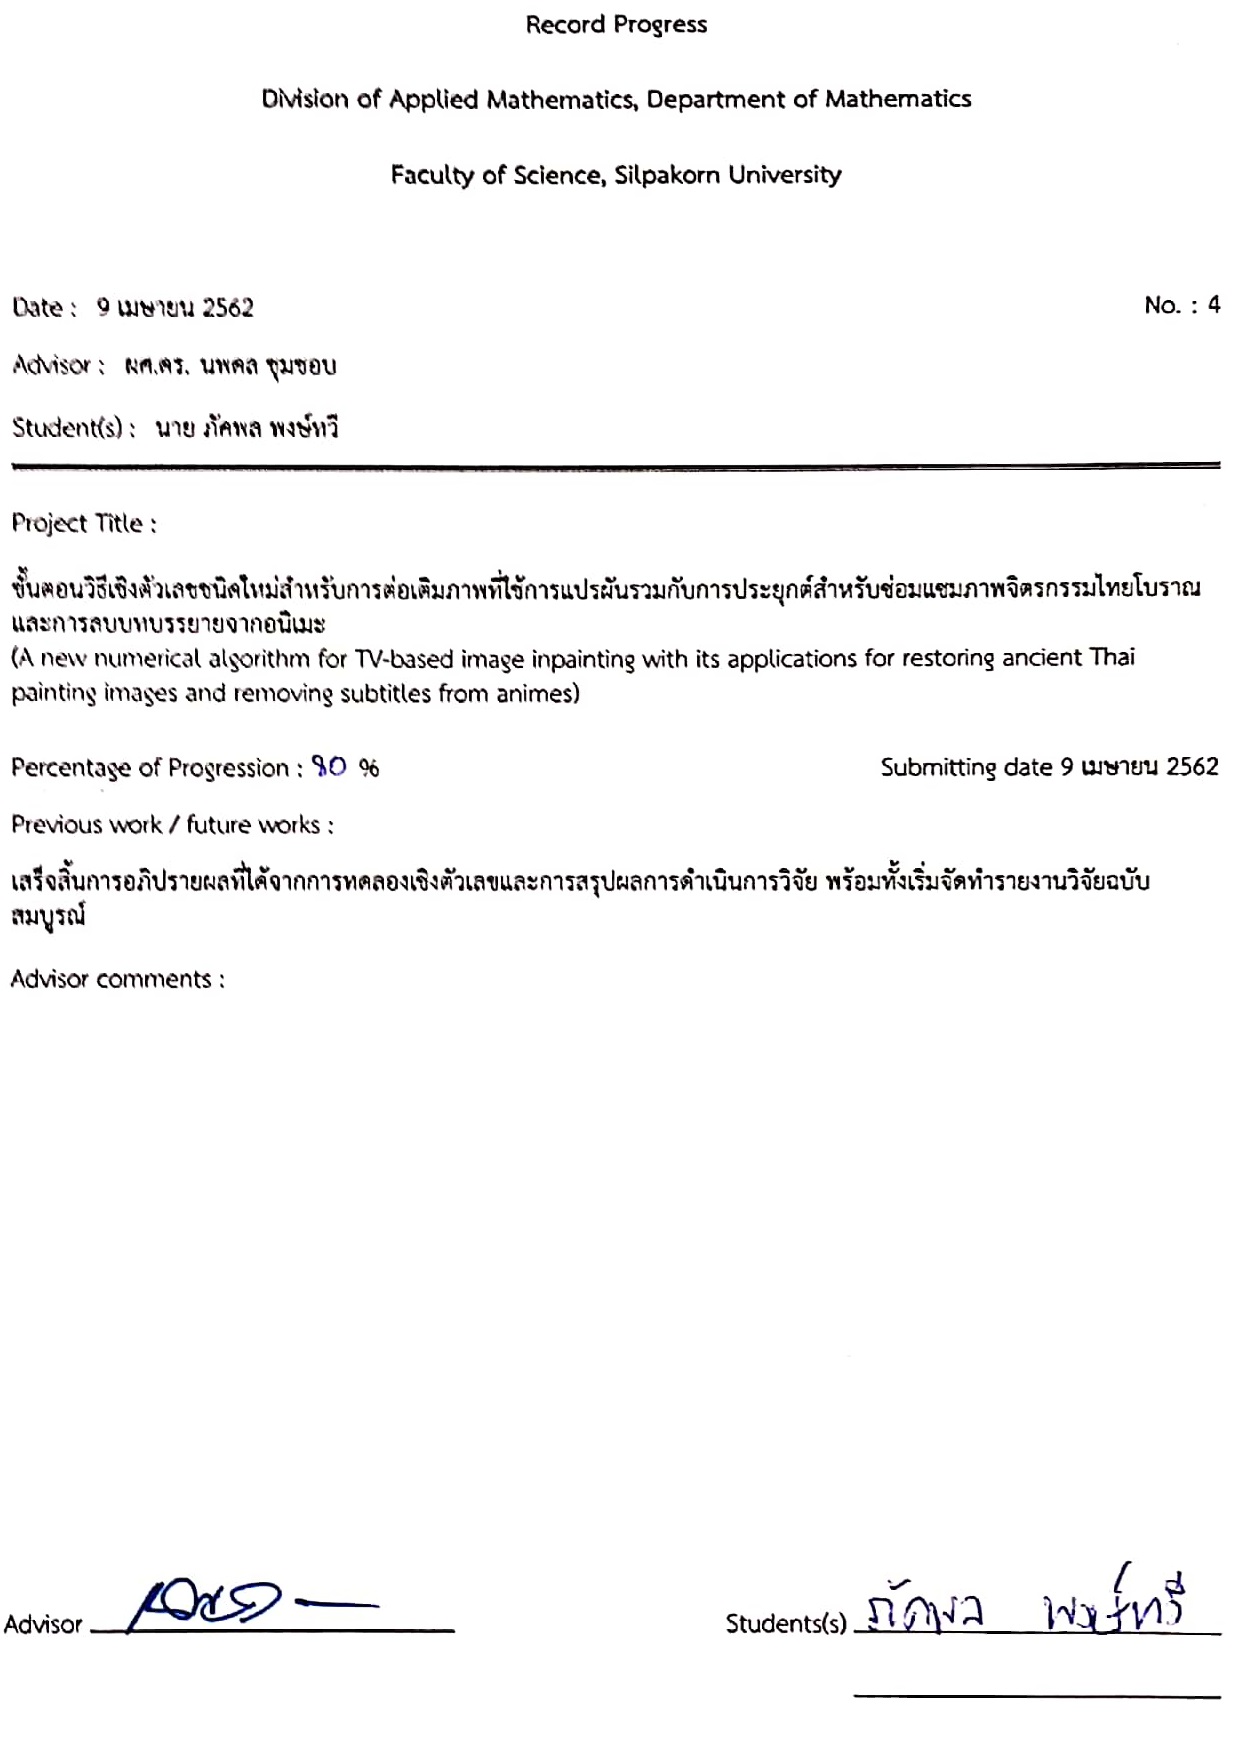 Record Progress
Division of Applied Mathematics, Department of Mathematics
Faculty of Science, Silpakorn University
Date : 9 เมษายน 2562 No. : 4
Advisor : ผศ.ดร. นพดล ชุมชอบ
Student(s) : นาย ภัคพล พงษ์ทวี
Project Title :
ขั้นตอนวิธีเชิงตัวเลขชนิดใหม่สำหรับการต่อเติมภาพที่ใช้การแปรผันรวมกับการประยุกต์สำหรับซ่อมแซมภาพจิตรกรรมไทยโบราณ
และการลบบทบรรยายจากอนิเมะ
(A new numerical algorithm for TV-based image inpainting with its applications for restoring ancient Thai
painting images and removing subtitles from animes)
Percentage of Progression : %
Submitting date 9 เมษายน 2562
Previous work / future works :
เสร็จสิ้นการอภิปรายผลที่ได้จากการทดลองเชิงตัวเลขและการสรุปผลการดำเนินการวิจัย พร้อมทั้งเริ่มจัดทำรายงานวิจัยฉบับ
สมบูรณ์
Advisor comments :
Advisor
Students(s) ภัคพล พงษ์ทวี